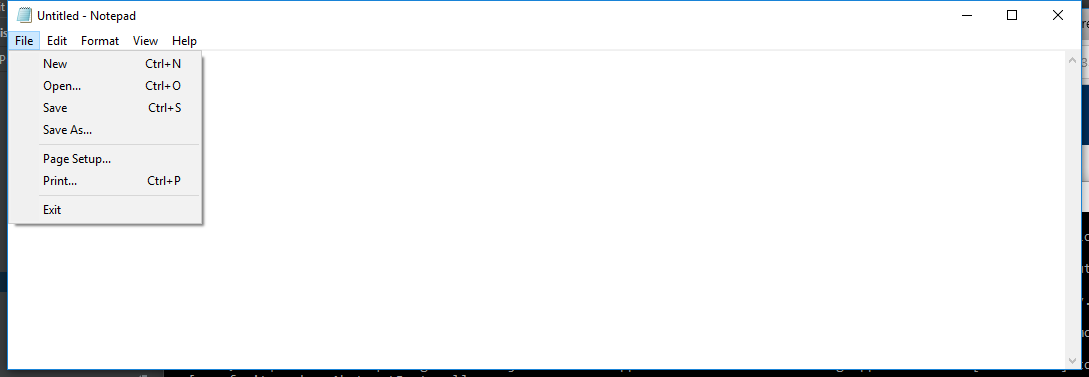 Untitled - Notepad
File Edit Format View Help
New Ctrl+N
Open... Ctrl+O
Save Ctrl+S
Save As...
Page Setup...
Print... Ctrl+P
Exit